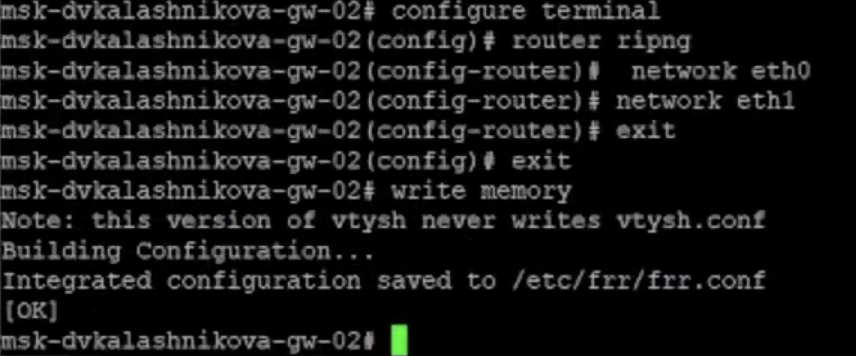 msk-dvkalashnikova-gw-02# configure terminal
msk-dvkalashnikova-gw-02(config)# router ripng
msk-dvkalashnikova-gw-02(config-router)#  network eth0
msk-dvkalashnikova-gw-02(config-router)# network eth1
msk-dvkalashnikova-gw-02(config-router)# exit
msk-dvkalashnikova-gw-02(config)# exit
msk-dvkalashnikova-gw-02# write memory
Note: this version of vtysh never writes vtysh.conf
Building Configuration...
Integrated configuration saved to /etc/frr/frr.conf
[OK]
msk-dvkalashnikova-gw-02#